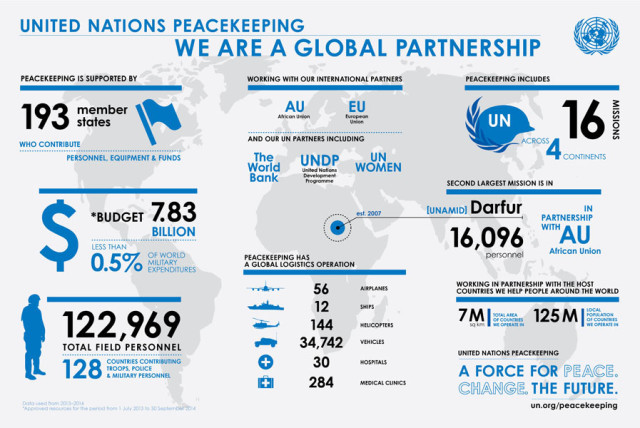 UNITED NATIONS PEACEKEEPING
WE ARE A GLOBAL PARTNERSHIP
PEACEKEEPING IS SUPPORTED BY
193 member
states
WHO CONTRIBUTE
PERSONNEL, EQUIPMENT & FUNDS
$
*BUDGET 7.83
BILLION
LESS THAN
0.5%
OF WORLD
MILITARY
EXPENDITURES
122,969
TOTAL FIELD PERSONNEL
128
COUNTRIES CONTRIBUTING
TROOPS, POLICE
& MILITARY PERSONNEL
Data uses from 2015-2016
*Approved resources for the period from 1 July 2015 to 30 September 2016
WORKING WITH OUR INTERNATIONAL PARTNERS
AU
African Union
EU
European
Union
AND OUR UN PARTNERS INCLUDING
The
World
Bank
UNDP
United Nations
Development
Programme
UN
WOMEN
est. 2007
PEACEKEEPING HAS
A GLOBAL LOGISTICS OPERATION
56 AIRPLANES
12 SHIPS
144 HELICOPTERS
34,742 VEHICLES
30 HOSPITALS
284 MEDICAL CLINICS
PEACEKEEPING INCLUDES
UN
16
MISSIONS
ACROSS
4
CONTINENTS
SECOND LARGEST MISSION IS IN
[UNAMID] Darfur
16,096
personnel
IN
PARTNERSHIP
WITH AU
African Union
WORKING IN PARTNERSHIP WITH THE HOST
COUNTRIES WE HELP PEOPLE AROUND THE WORLD
7M
sq km
TOTAL AREA
OF COUNTRIES
WE OPERATE IN
125M
LOCAL
POPULATION
OF COUNTRIES
WE OPERATE IN
UNITED NATIONS PEACEKEEPING
A FORCE FOR PEACE.
CHANGE. THE FUTURE.
un.org/peacekeeping